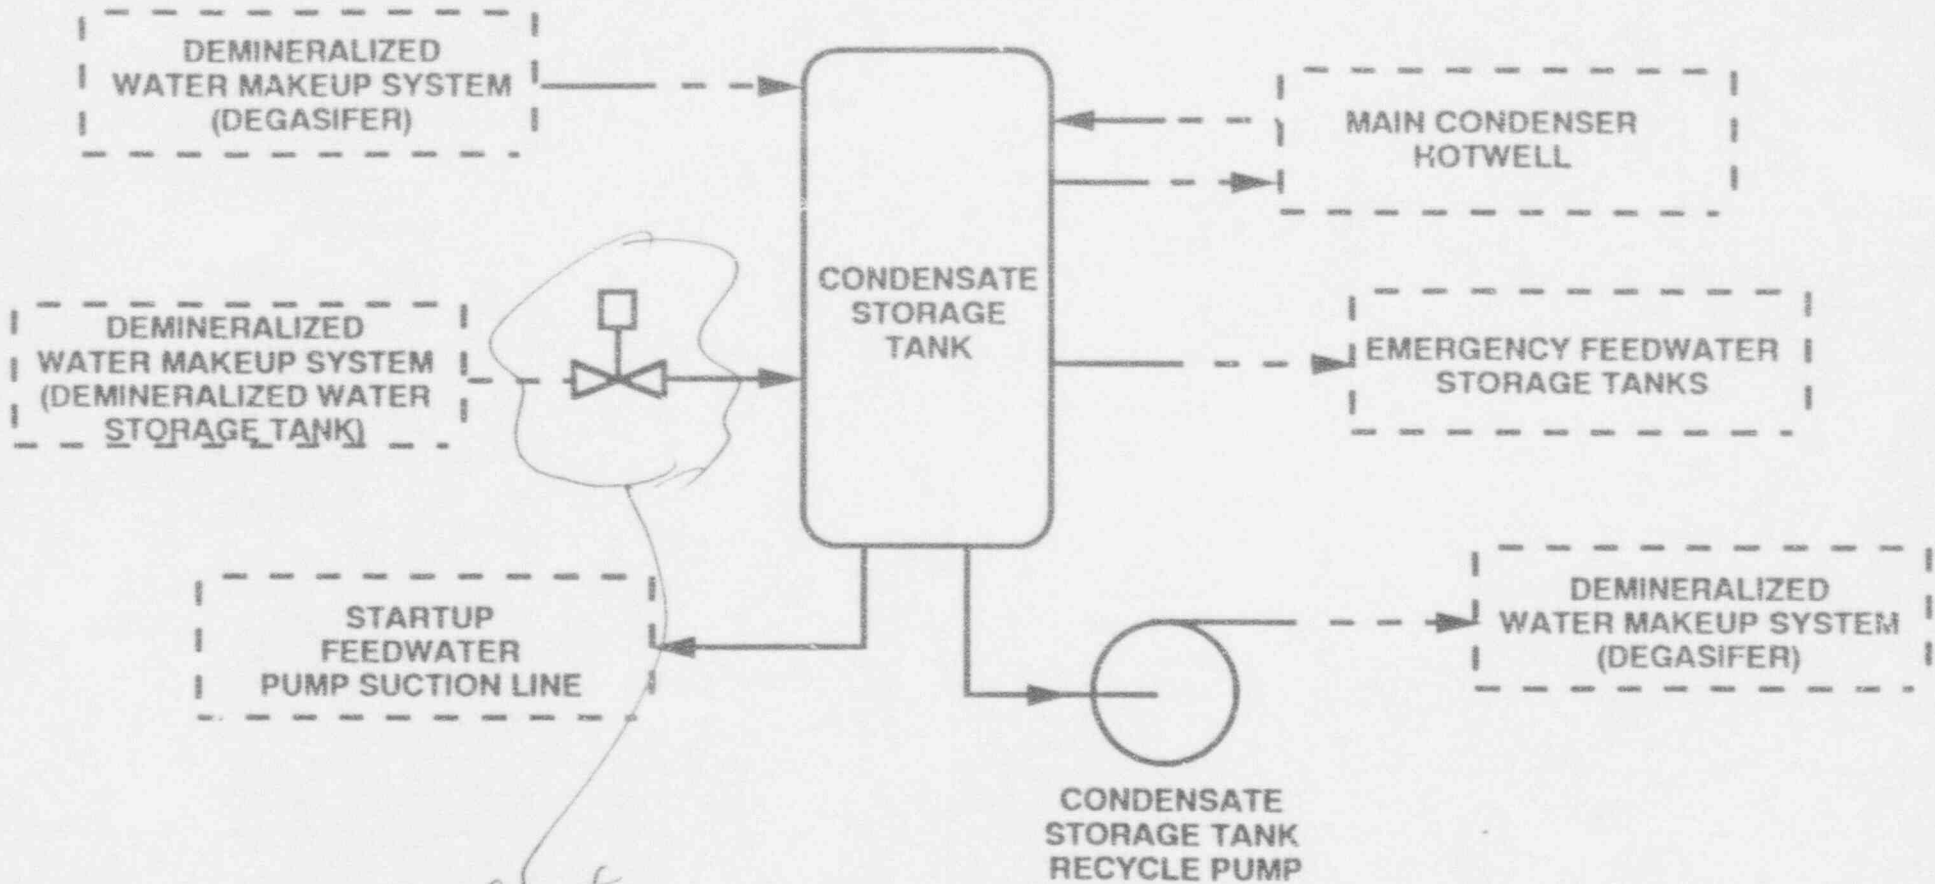 DEMINERALIZED
WATER MAKEUP SYSTEM
(DEGASIFER)
MAIN CONDENSER
HOTWELL
CONDENSATE
STORAGE
TANK
DEMINERALIZED
WATER MAKEUP SYSTEM
(DEMINERALIZED WATER
STORAGE TANK)
EMERGENCY FEEDWATER
STORAGE TANKS
STARTUP
FEEDWATER
PUMP SUCTION LINE
DEMINERALIZED
WATER MAKEUP SYSTEM
(DEGASIFER)
CONDENSATE
STORAGE TANK
RECYCLE PUMP